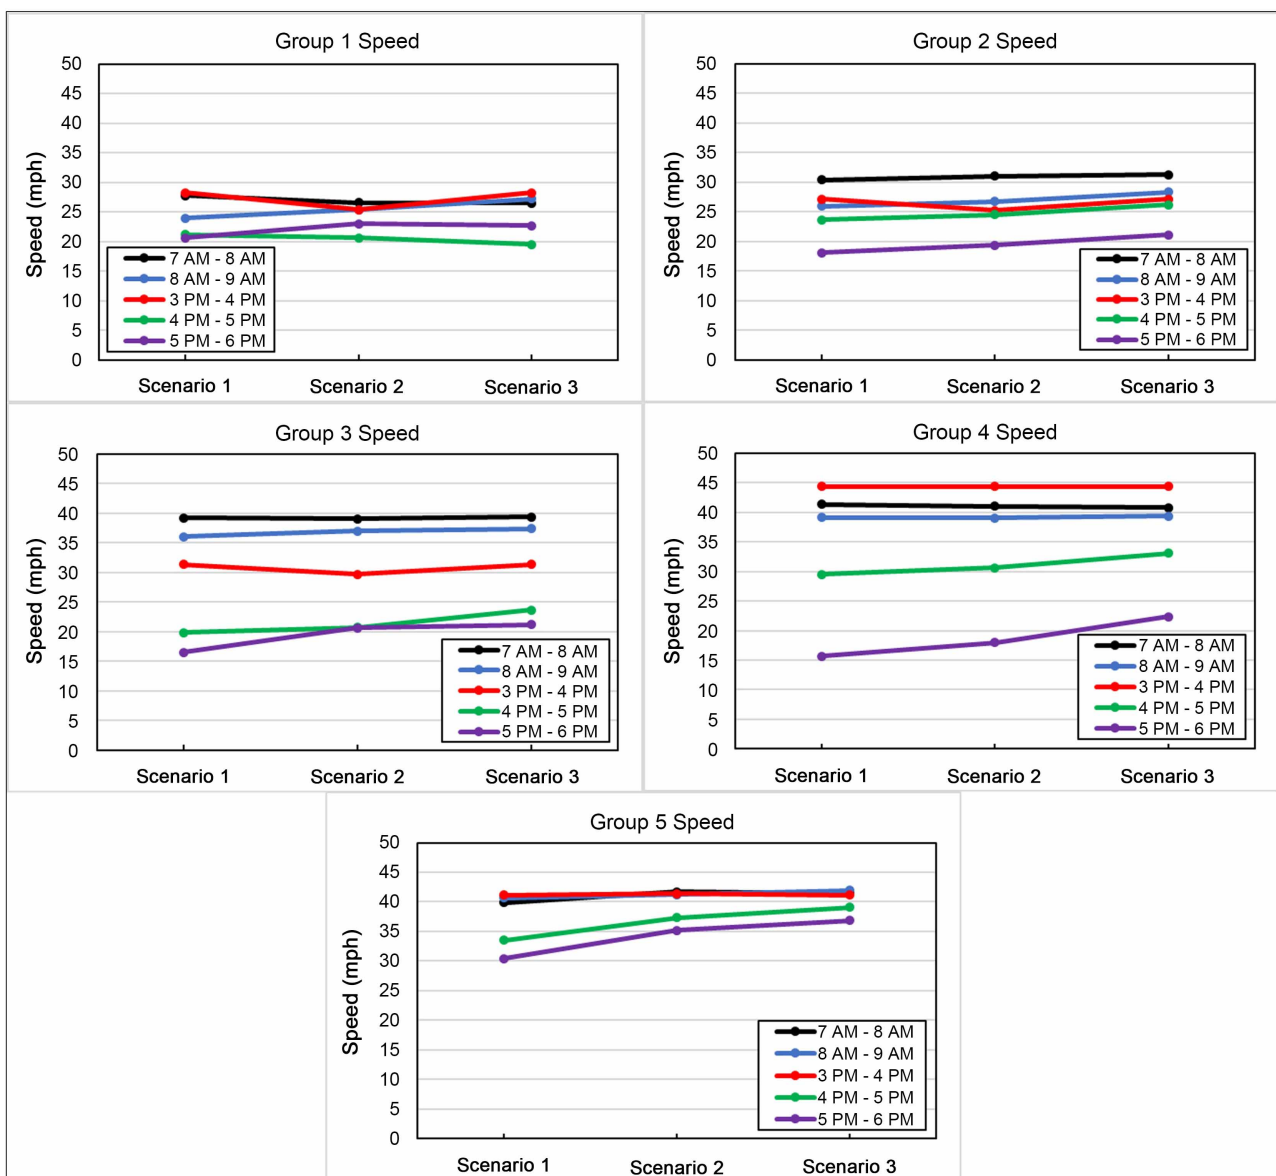 Group 1 Speed
50
45
40
35
30
25
20
15
10
5
0
Speed (mph)
7 AM - 8 AM
8 AM - 9 AM
3 PM - 4 PM
4 PM - 5 PM
5 PM - 6 PM
Scenario 1 Scenario 2 Scenario 3
Group 2 Speed
50
45
40
35
30
25
20
15
10
5
0
Speed (mph)
7 AM - 8 AM
8 AM - 9 AM
3 PM - 4 PM
4 PM - 5 PM
5 PM - 6 PM
Scenario 1 Scenario 2 Scenario 3
Group 3 Speed
50
45
40
35
30
25
20
15
10
5
0
Speed (mph)
7 AM - 8 AM
8 AM - 9 AM
3 PM - 4 PM
4 PM - 5 PM
5 PM - 6 PM
Scenario 1 Scenario 2 Scenario 3
Group 4 Speed
50
45
40
35
30
25
20
15
10
5
0
Speed (mph)
7 AM - 8 AM
8 AM - 9 AM
3 PM - 4 PM
4 PM - 5 PM
5 PM - 6 PM
Scenario 1 Scenario 2 Scenario 3
Group 5 Speed
50
45
40
35
30
25
20
15
10
5
0
Speed (mph)
7 AM - 8 AM
8 AM - 9 AM
3 PM - 4 PM
4 PM - 5 PM
5 PM - 6 PM
Scenario 1 Scenario 2 Scenario 3